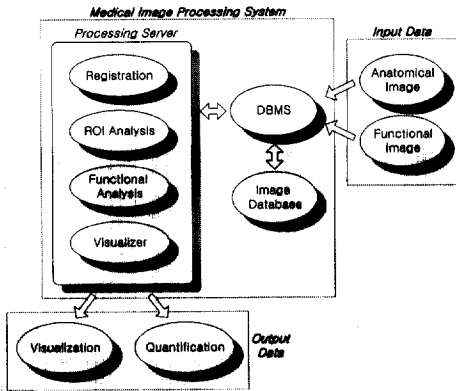 Medical Image Processing System
Processing Server
Registration
ROI Analysis
Functional
Analysis
Visualizer
DBMS
Image
Database
Input Data
Anatomical
Image
Functional
Image
Visualization
Quantification
Output
Data